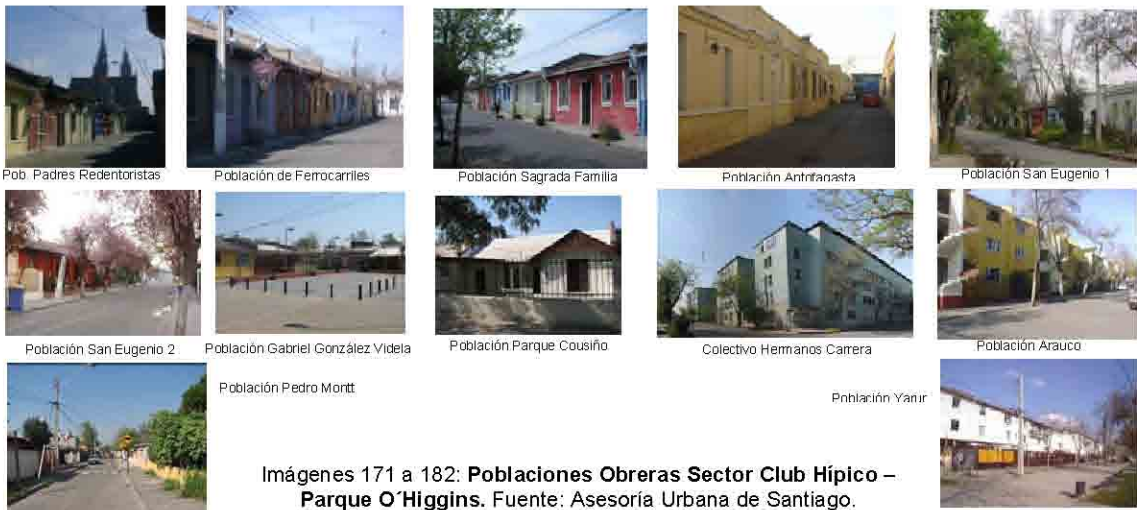 Pob. Padres Redentoristas
Población de Ferrocarriles
Población Sagrada Familia
Población Antofagasta
Población San Eugenio 1
Población San Eugenio 2
Población Gabriel González Videla
Población Parque Cousiño
Colectivo Hermanos Carrera
Población Arauco
Población Pedro Montt
Población Yarur
Imágenes 171 a 182: Poblaciones Obreras Sector Club Hípico –
Parque O´Higgins. Fuente: Asesoría Urbana de Santiago.